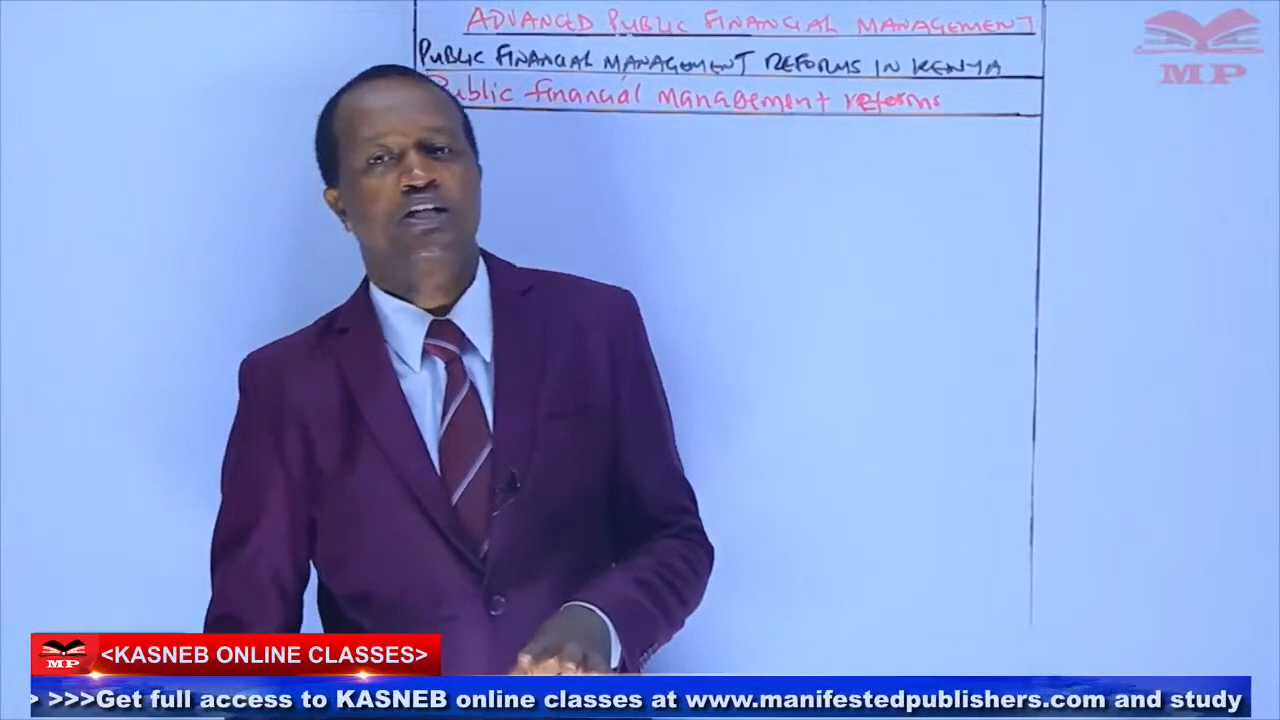 ADVANCED PUBLIC FINANCIAL MANAGEMENT
PUBLIC FINANCIAL MANAGEMENT REFORMS IN KENYA
Public financial management reforms
MP
MP
<KASNEB ONLINE CLASSES>
>>>Get full access to KASNEB online classes at www.manifestedpublishers.com and study